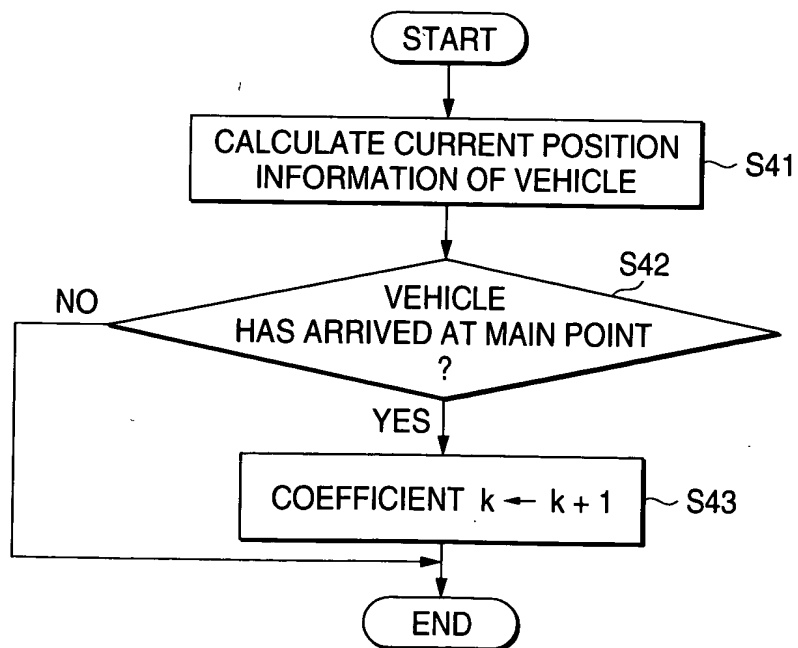 START
CALCULATE CURRENT POSITION
INFORMATION OF VEHICLE
S41
S42
NO
VEHICLE
HAS ARRIVED AT MAIN POINT
?
YES
COEFFICIENT k ← k + 1
S43
END